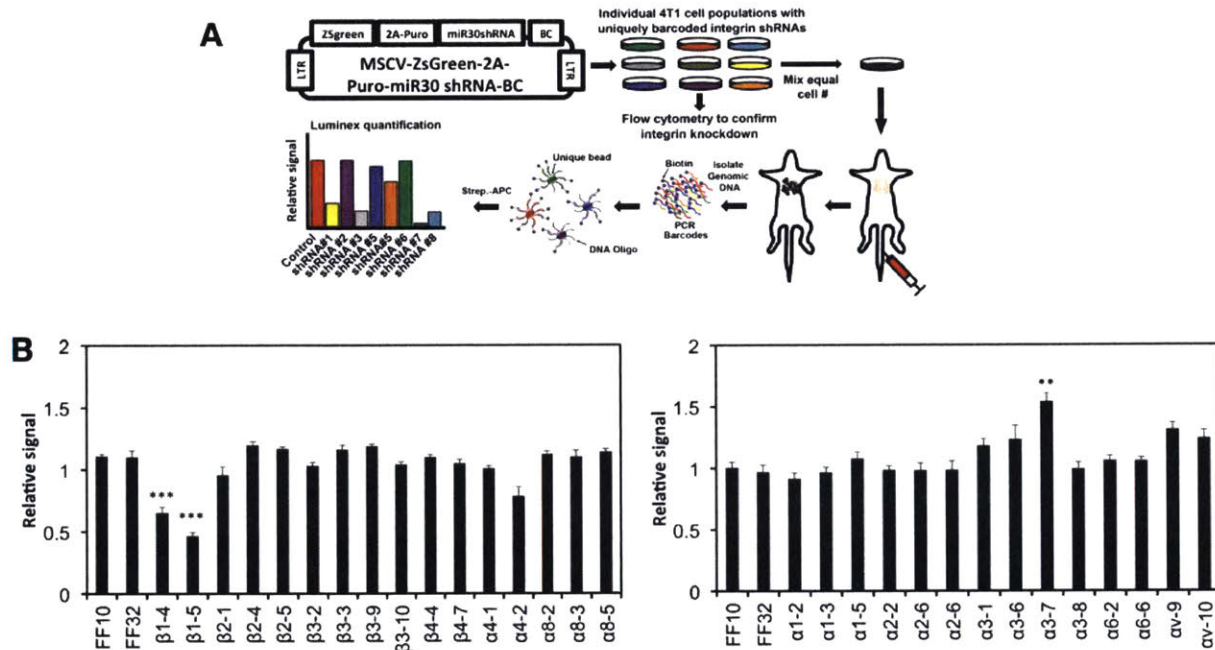 A
ZSgreen
2A-Puro
miR30shRNA
BC
LTR
MSCV-ZsGreen-2A-
Puro-miR30 shRNA-BC
LTR
Individual 4T1 cell populations with
uniquely barcoded integrin shRNAs
Mix equal
cell #
Flow cytometry to confirm
integrin knockdown
Luminex quantification
Relative signal
Control
shRNA#1
shRNA #2
shRNA #3
shRNA #5
shRNA#5
shRNA #6
shRNA #7
shRNA #8
Strep.-APC
Unique bead
DNA Oligo
Biotin
PCR
Barcodes
Isolate
Genomic
DNA
B
Relative signal
2
1.5
1
0.5
0
***
***
FF10
FF32
β1-4
β1-5
β2-1
β2-4
β2-5
β3-2
β3-3
β3-9
β3-10
β4-4
β4-7
α4-1
α4-2
α8-2
α8-3
α8-5
Relative signal
2
1.5
1
0.5
0
**
FF10
FF32
α1-2
α1-3
α1-5
α2-2
α2-6
α2-6
α3-1
α3-6
α3-7
α3-8
α6-2
α6-6
αv-9
αv-10